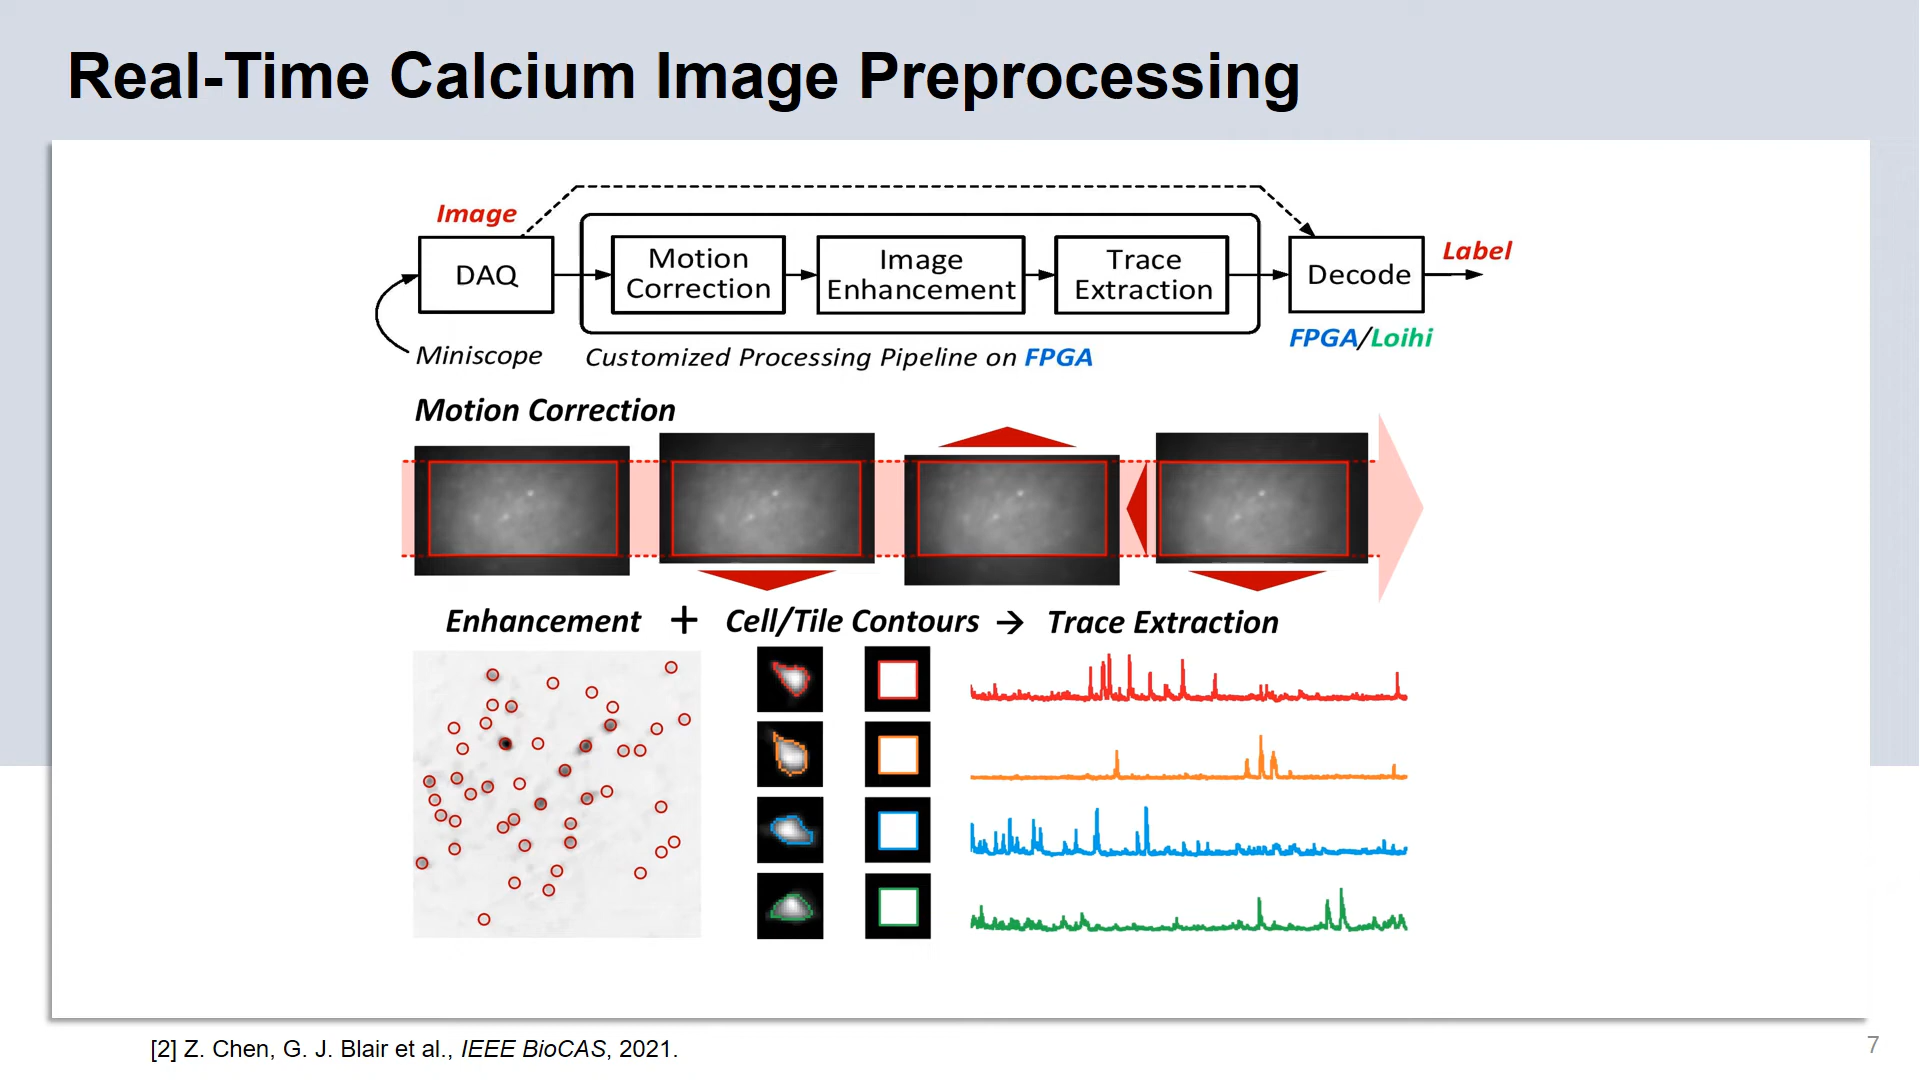 Real-Time Calcium Image Preprocessing
Image
DAQ
Motion
Correction
Image
Enhancement
Trace
Extraction
Decode
Label
Miniscope
Customized Processing Pipeline on FPGA
FPGA/Loihi
Motion Correction
Enhancement + Cell/Tile Contours → Trace Extraction
[2] Z. Chen, G. J. Blair et al., IEEE BioCAS, 2021.
7